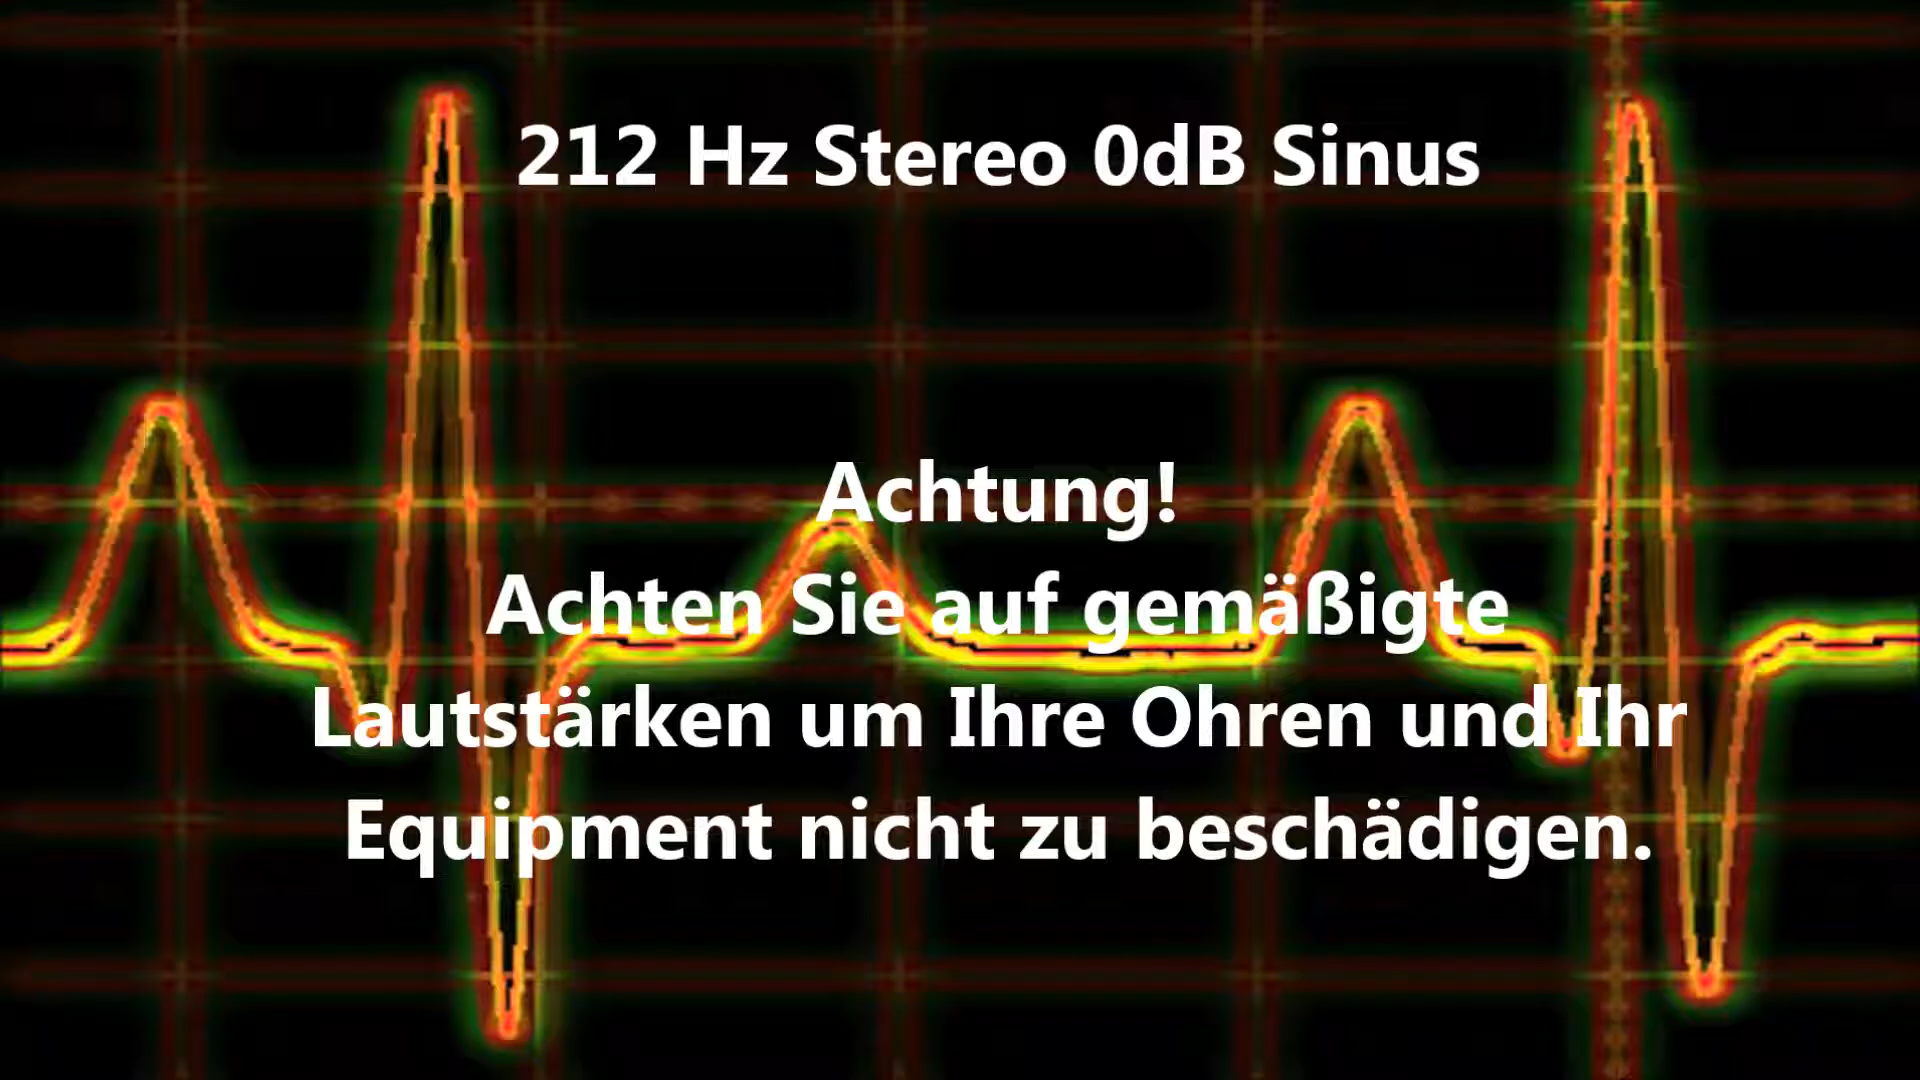 212 Hz Stereo 0dB Sinus
Achtung!
Achten Sie auf gemäßigte
Lautstärken um Ihre Ohren und Ihr
Equipment nicht zu beschädigen.